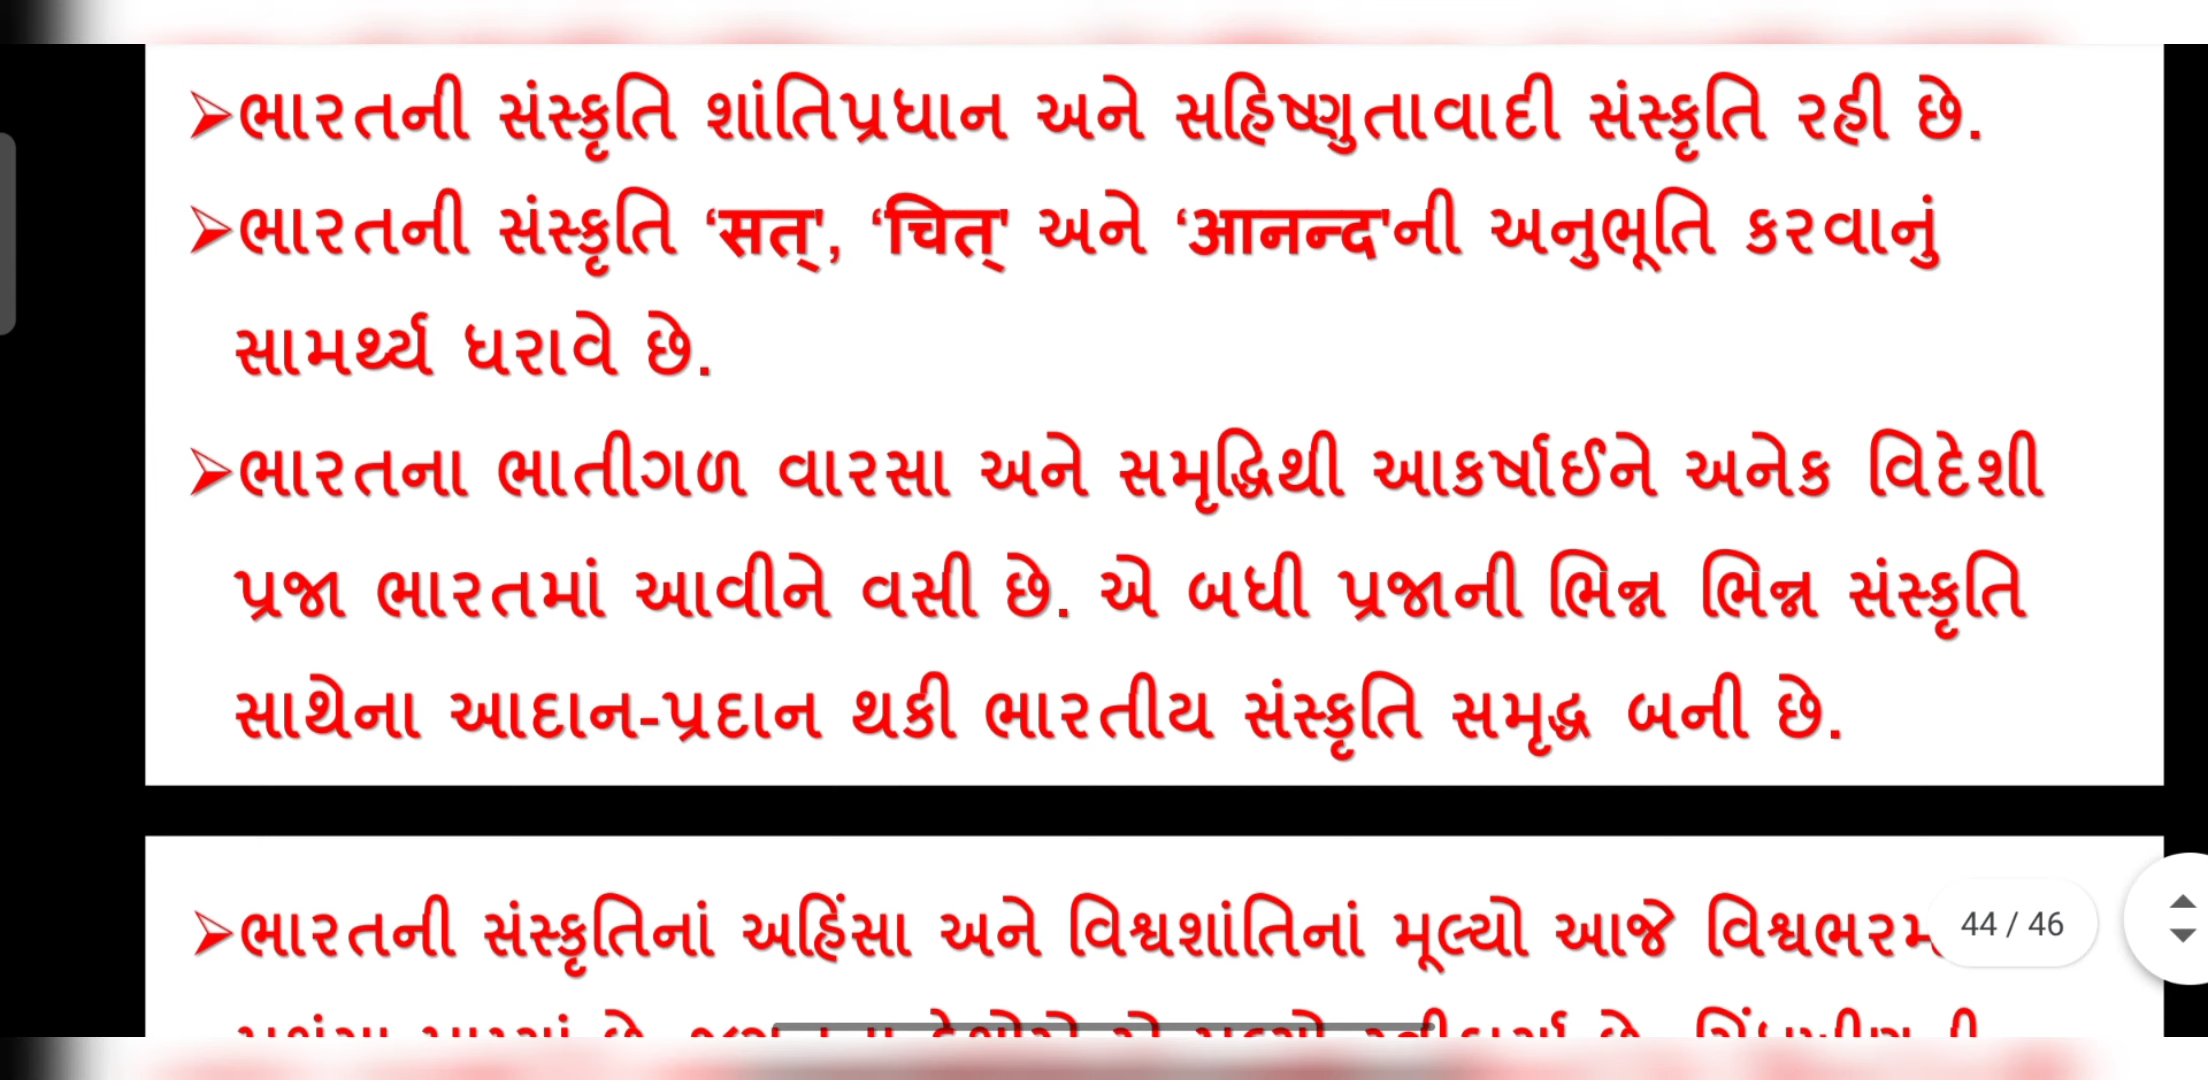 ➢ભારતની સંસ્કૃતિ શાંતિપ્રધાન અને સહિષ્ણુતાવાદી સંસ્કૃતિ રહી છે.
➢ભારતની સંસ્કૃતિ ‘सत्', ‘चित्' અને ‘आनन्द'ની અનુભૂતિ કરવાનું
સામર્થ્ય ધરાવે છે.
➢ભારતના ભાતીગળ વારસા અને સમૃદ્ધિથી આકર્ષાઈને અનેક વિદેશી
પ્રજા ભારતમાં આવીને વસી છે. એ બધી પ્રજાની ભિન્ન ભિન્ન સંસ્કૃતિ
સાથેના આદાન-પ્રદાન થકી ભારતીય સંસ્કૃતિ સમૃદ્ધ બની છે.
➢ભારતની સંસ્કૃતિનાં અહિંસા અને વિશ્વશાંતિનાં મૂલ્યો આજે
44 / 46